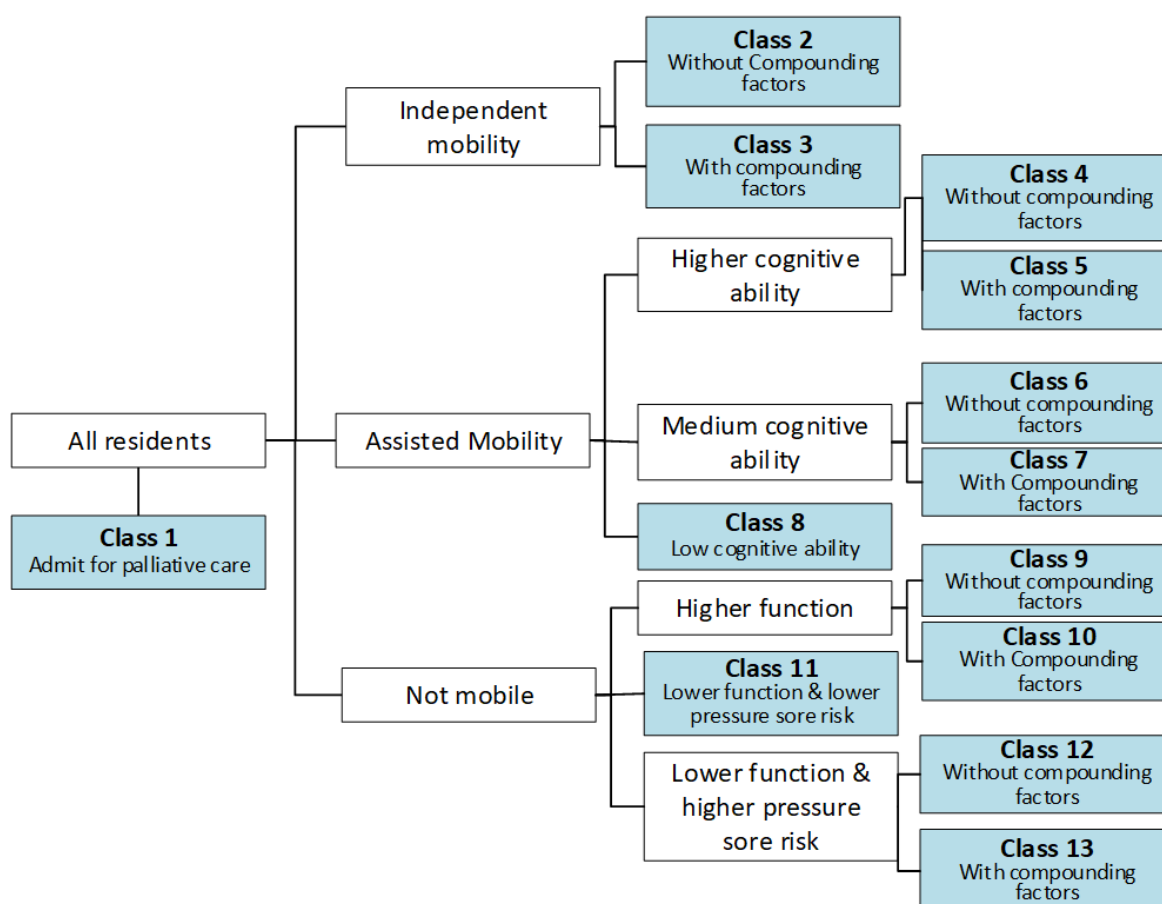 Class 2
Without Compounding
factors
Independent
mobility
Class 3
With compounding
factors
Class 4
Without compounding
factors
Higher cognitive
ability
Class 5
With compounding
factors
Class 6
Without compounding
factors
All residents
Assisted Mobility
Medium cognitive
ability
Class 7
With Compounding
factors
Class 1
Admit for palliative care
Class 8
Low cognitive ability
Class 9
Without compounding
factors
Higher function
Class 10
With Compounding
factors
Not mobile
Class 11
Lower function & lower
pressure sore risk
Class 12
Without compounding
factors
Lower function &
higher pressure
sore risk
Class 13
With compounding
factors